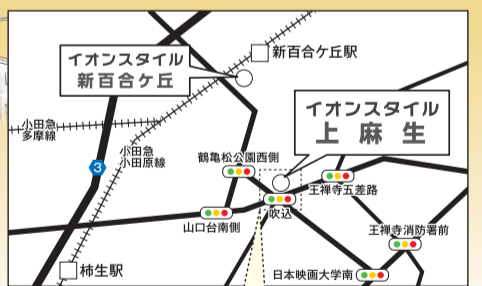 イオンスタイル
新百合ケ丘
新百合ケ丘駅
イオンスタイル
上麻生
小田急
多摩線
小田急
小田原線
3
鶴亀松公園西側
王禅寺五差路
吹込
山口台南側
王禅寺消防署前
柿生駅
日本映画大学南